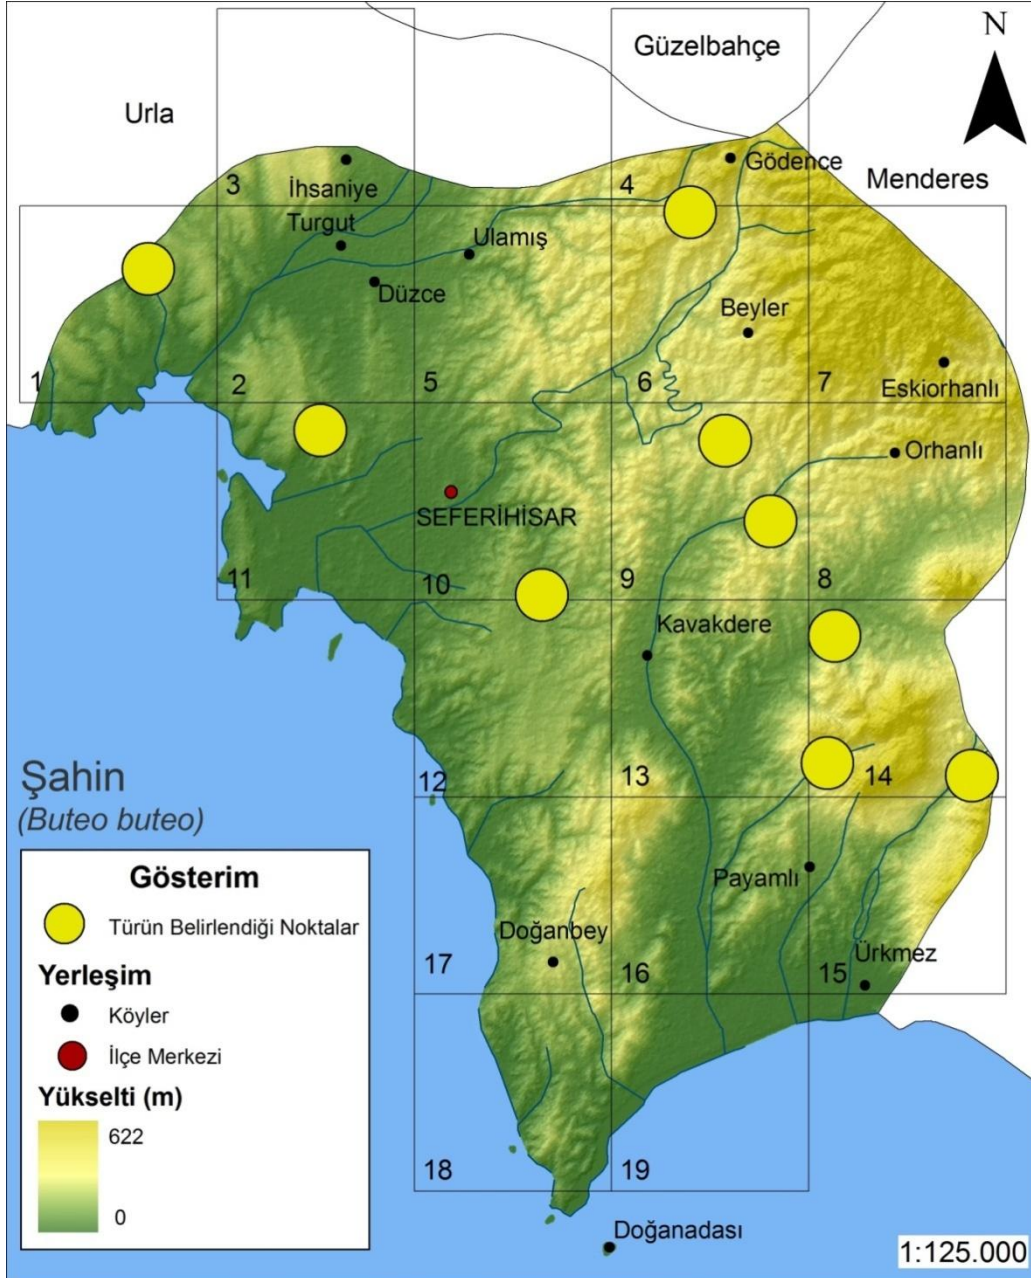 N
Güzelbahçe
Urla
Gödence
Menderes
3
4
İhsaniye
Turgut
Ulamış
Düzce
Beyler
1
2
5
6
7
Eskiorhanlı
Orhanlı
SEFERİHİSAR
11
10
9
8
Kavakdere
12
13
14
Şahin
(Buteo buteo)
Gösterim
Türün Belirlendiği Noktalar
Yerleşim
Köyler
İlçe Merkezi
Yükselti (m)
622
0
Payamlı
Doğanbey
Ürkmez
17
16
15
18
19
Doğanadası
1:125.000